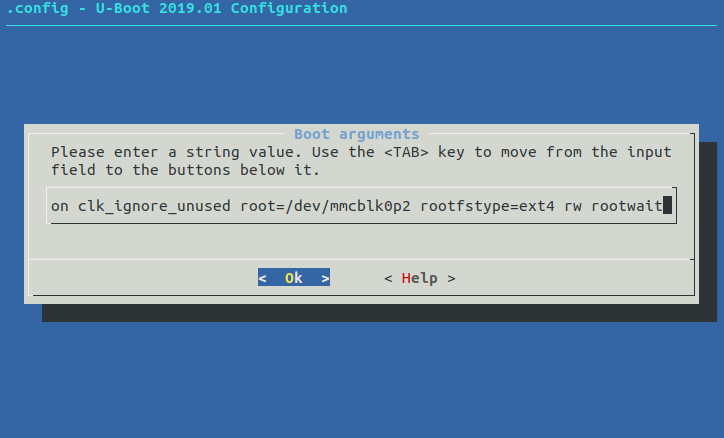 .config - U-Boot 2019.01 Configuration
Boot arguments
Please enter a string value. Use the <TAB> key to move from the input
field to the buttons below it.
on clk_ignore_unused root=/dev/mmcblk0p2 rootfstype=ext4 rw rootwait
<  Ok  > < Help >